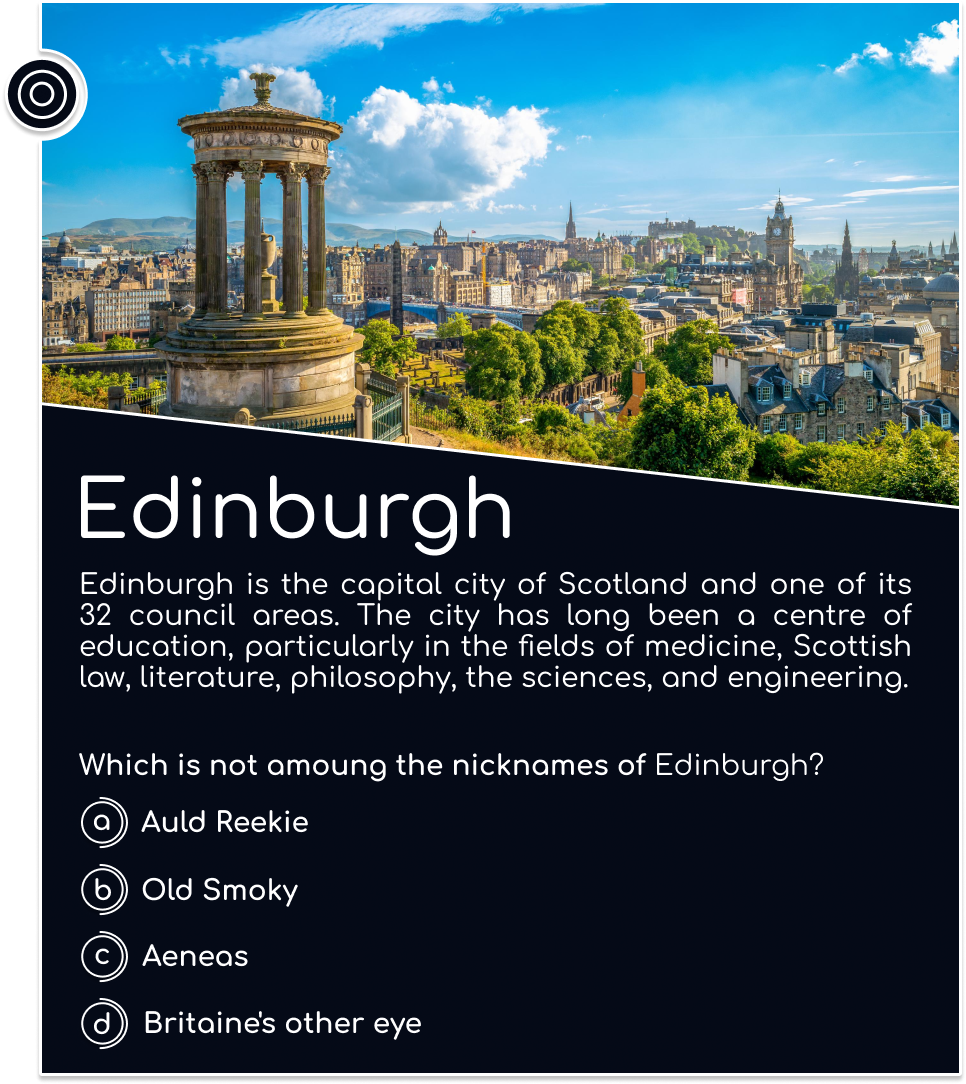 Edinburgh
Edinburgh is the capital city of Scotland and one of its
32 council areas. The city has long been a centre of
education, particularly in the fields of medicine, Scottish
law, literature, philosophy, the sciences, and engineering.
Which is not amoung the nicknames of Edinburgh?
a Auld Reekie
b Old Smoky
c Aeneas
d Britaine's other eye